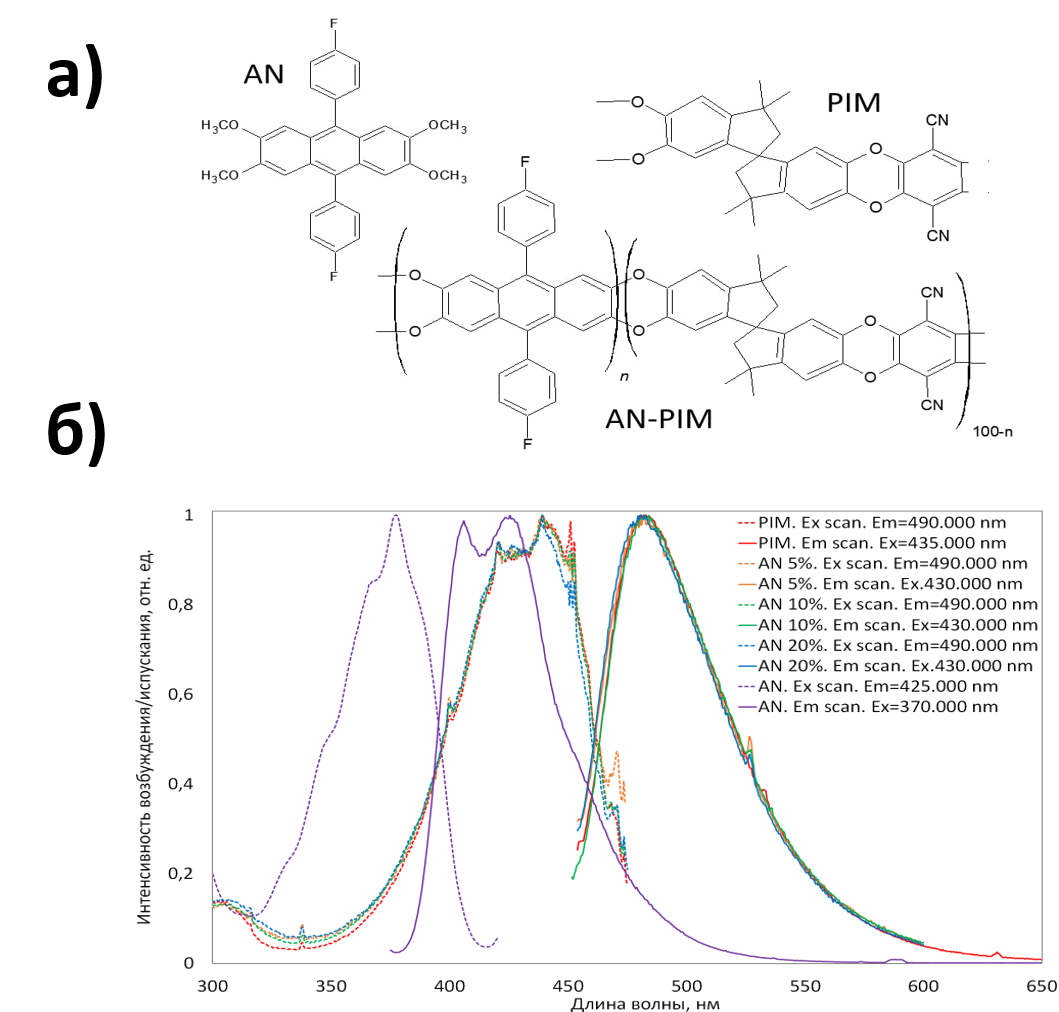 а)
AN
F
H₃CO
OCH₃
H₃CO
OCH₃
F
PIM
O
O
O
O
CN
CN
F
O
O
F
n
O
O
O
O
CN
CN
100-n
AN-PIM
б)
Интенсивность возбуждения/испускания, отн. ед.
1
0,8
0,6
0,4
0,2
0
300
350
400
450
500
550
600
650
Длина волны, нм
PIM. Ex scan. Em=490.000 nm
PIM. Em scan. Ex=435.000 nm
AN 5%. Ex scan. Em=490.000 nm
AN 5%. Em scan. Ex.430.000 nm
AN 10%. Ex scan. Em=490.000 nm
AN 10%. Em scan. Ex=430.000 nm
AN 20%. Ex scan. Em=490.000 nm
AN 20%. Em scan. Ex.430.000 nm
AN. Ex scan. Em=425.000 nm
AN. Em scan. Ex=370.000 nm